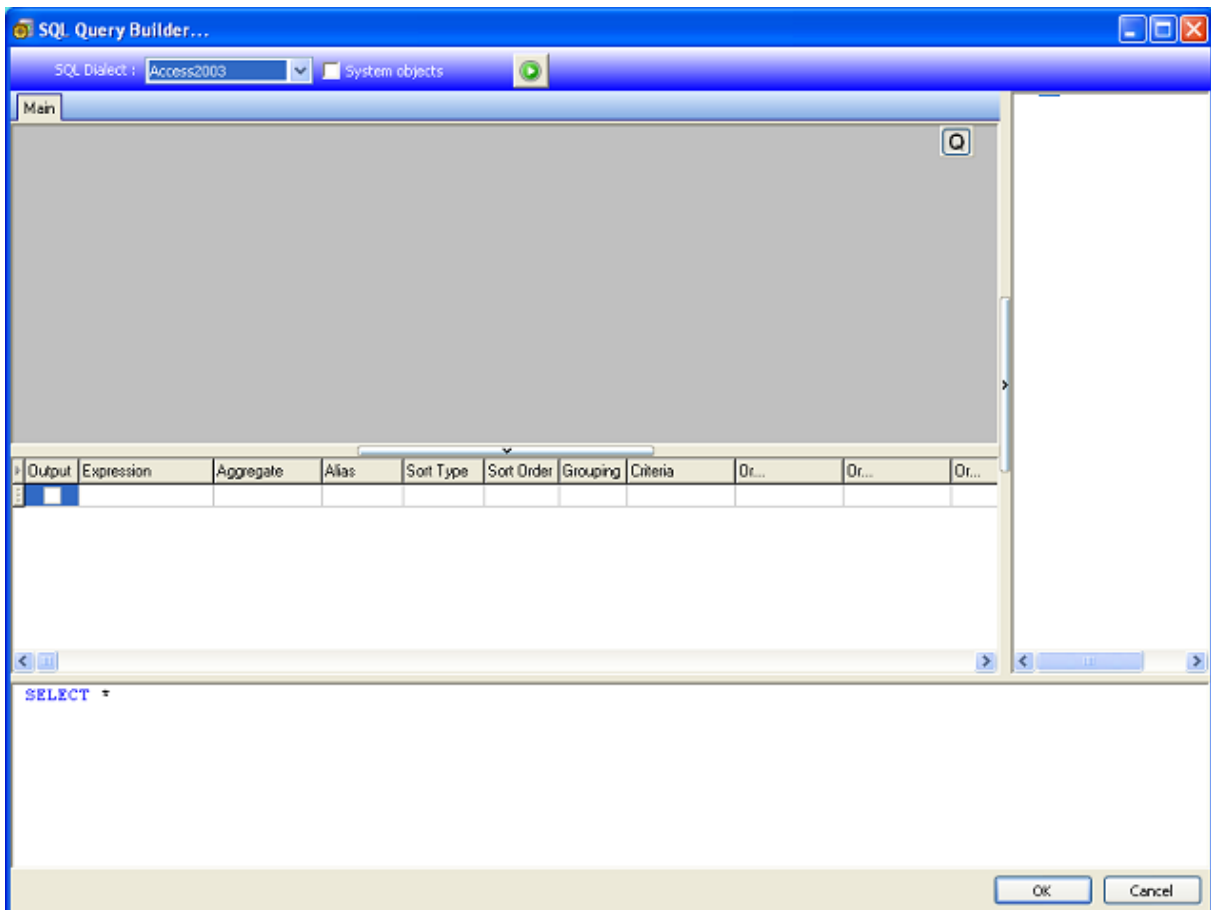 SQL Query Builder...
SQL Dialect : Access2003 System objects
Main
Q
Output Expression Aggregate Alias Sort Type Sort Order Grouping Criteria Or... Or... Or...
SELECT *
OK Cancel